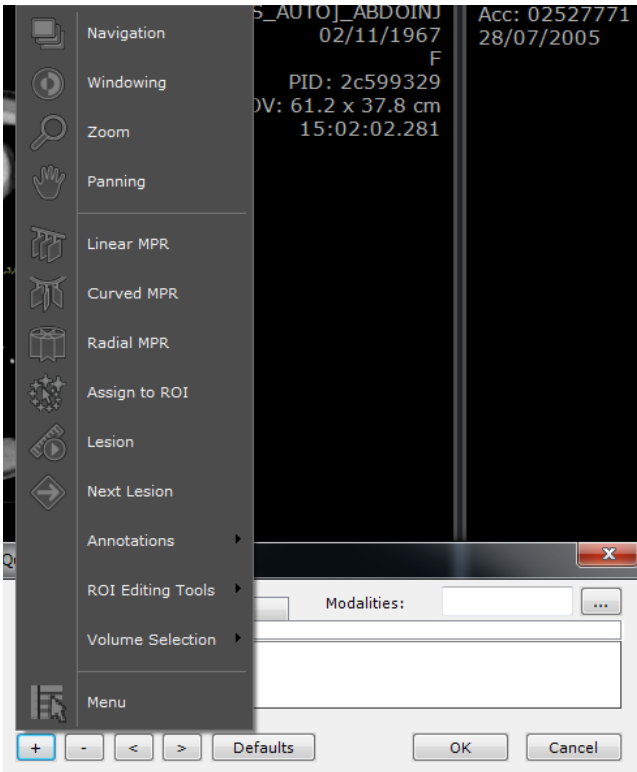 Navigation
Windowing
Zoom
Panning
Linear MPR
Curved MPR
Radial MPR
Assign to ROI
Lesion
Next Lesion
Annotations
ROI Editing Tools
Volume Selection
Menu
S_AUTO]_ABDOINJ
02/11/1967
F
PID: 2c599329
OV: 61.2 x 37.8 cm
15:02:02.281
Acc: 02527771
28/07/2005
Modalities:
...
+ - < > Defaults OK Cancel